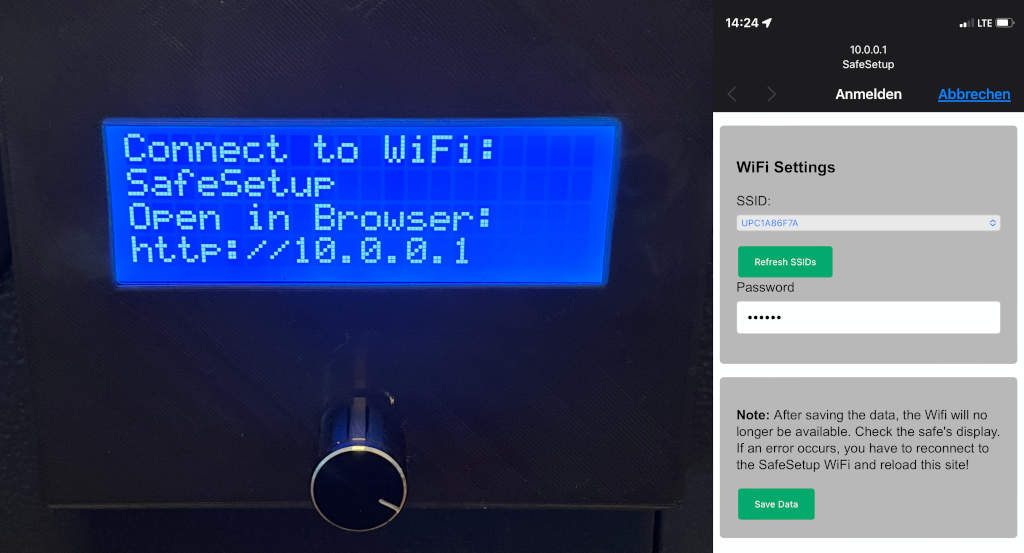 Connect to WiFi:
SafeSetup
Open in Browser:
http://10.0.0.1
14:24
LTE
10.0.0.1
SafeSetup
Anmelden
Abbrechen
WiFi Settings
SSID:
UPC1A86F7A
Refresh SSIDs
Password
••••••
Note: After saving the data, the Wifi will no
longer be available. Check the safe's display.
If an error occurs, you have to reconnect to
the SafeSetup WiFi and reload this site!
Save Data